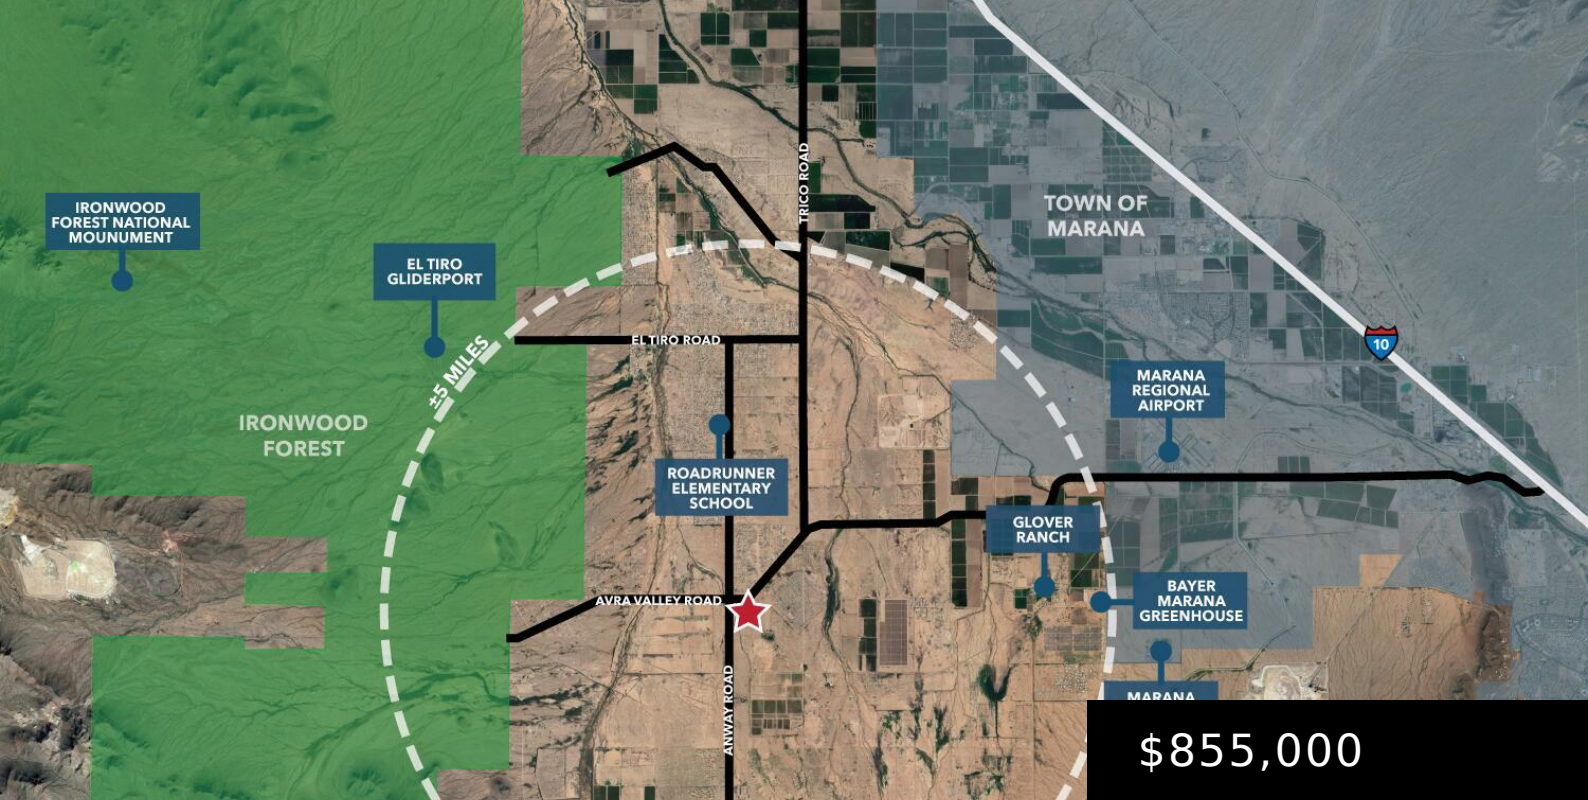 TRICO ROAD
IRONWOOD
FOREST NATIONAL
MOUNUMENT
TOWN OF
MARANA
EL TIRO
GLIDERPORT
±5 MILES
EL TIRO ROAD
10
MARANA
REGIONAL
AIRPORT
IRONWOOD
FOREST
ROADRUNNER
ELEMENTARY
SCHOOL
GLOVER
RANCH
AVRA VALLEY ROAD
BAYER
MARANA
GREENHOUSE
ANWAY ROAD
MARANA
$855,000